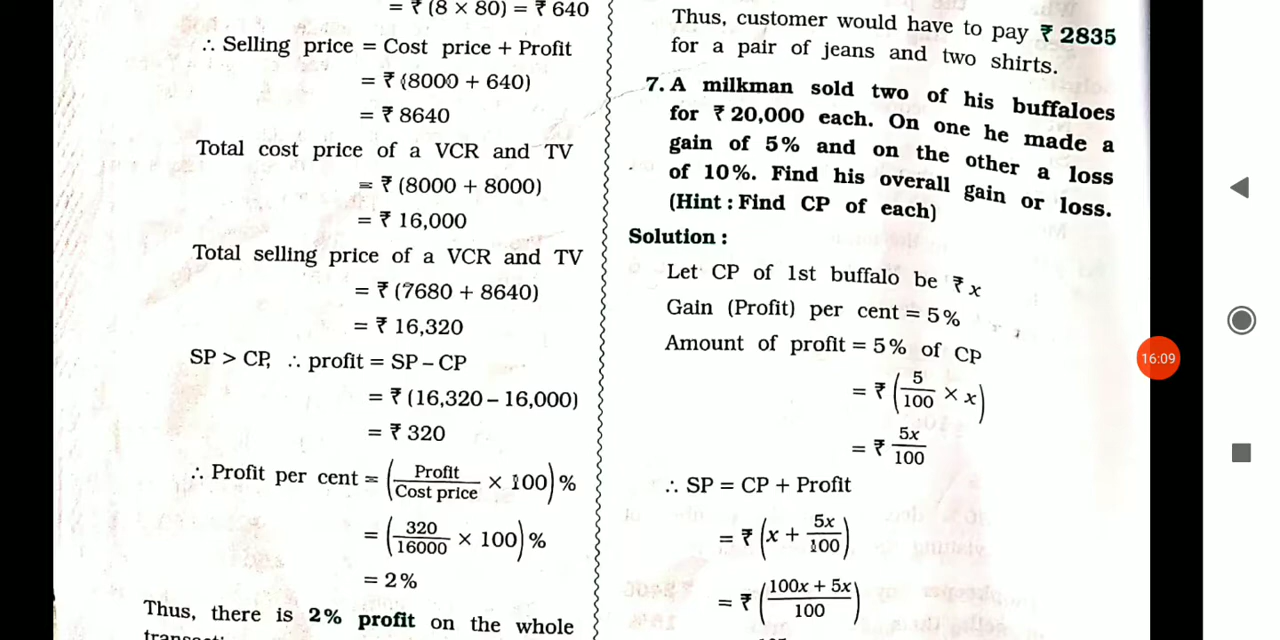 = ₹ (8 × 80) = ₹ 640
∴ Selling price = Cost price + Profit
= ₹ (8000 + 640)
= ₹ 8640
Total cost price of a VCR and TV
= ₹ (8000 + 8000)
= ₹ 16,000
Total selling price of a VCR and TV
= ₹ (7680 + 8640)
= ₹ 16,320
SP > CP, ∴ profit = SP – CP
= ₹ (16,320 – 16,000)
= ₹ 320
∴ Profit per cent = (Profit/Cost price × 100) %
= (320/16000 × 100) %
= 2%
Thus, there is 2% profit on the whole
Thus, customer would have to pay ₹ 2835
for a pair of jeans and two shirts.
7. A milkman sold two of his buffaloes
for ₹ 20,000 each. On one he made a
gain of 5% and on the other a loss
of 10%. Find his overall gain or loss.
(Hint : Find CP of each)
Solution :
Let CP of 1st buffalo be ₹ x
Gain (Profit) per cent = 5%
Amount of profit = 5% of CP
= ₹ (5/100 × x)
= ₹ 5x/100
∴ SP = CP + Profit
= ₹ (x + 5x/100)
= ₹ (100x + 5x/100)
16:09